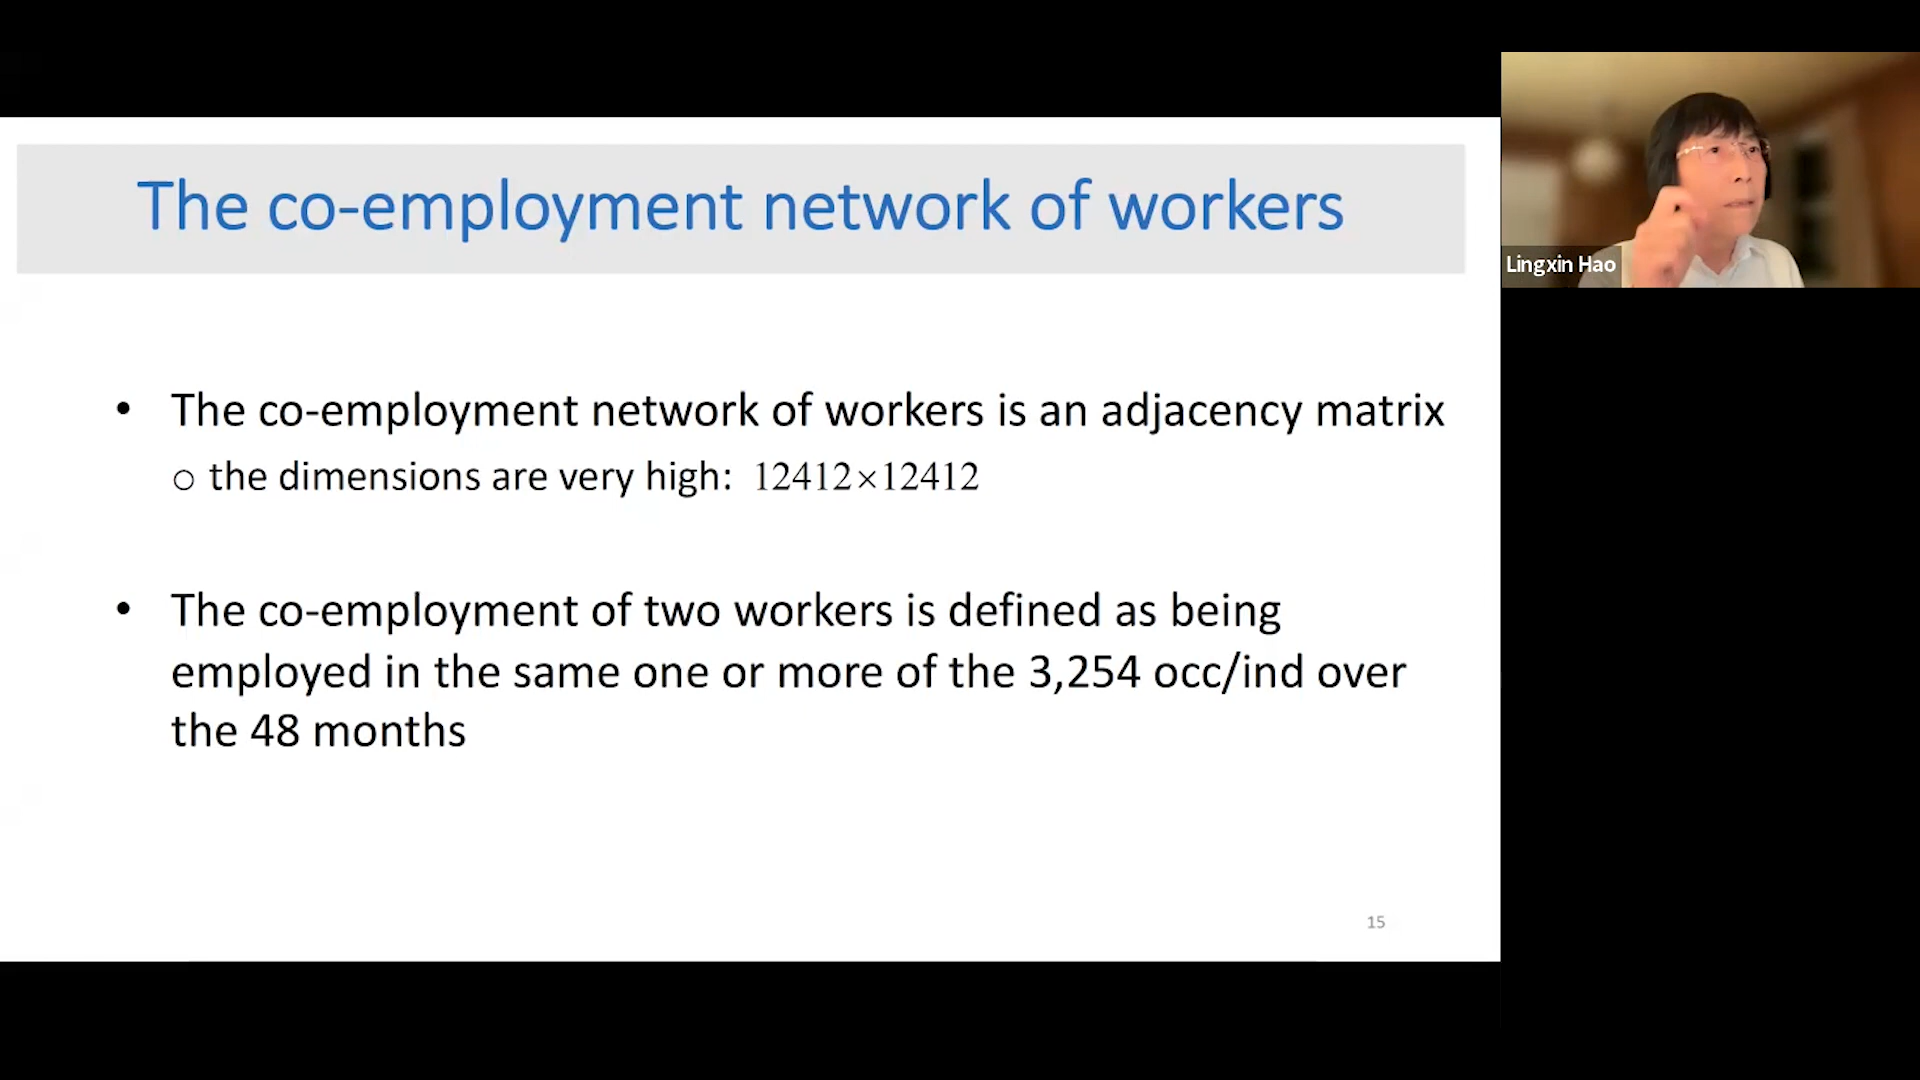 The co-employment network of workers
Lingxin Hao
• The co-employment network of workers is an adjacency matrix
o the dimensions are very high: 12412×12412
• The co-employment of two workers is defined as being
employed in the same one or more of the 3,254 occ/ind over
the 48 months
15